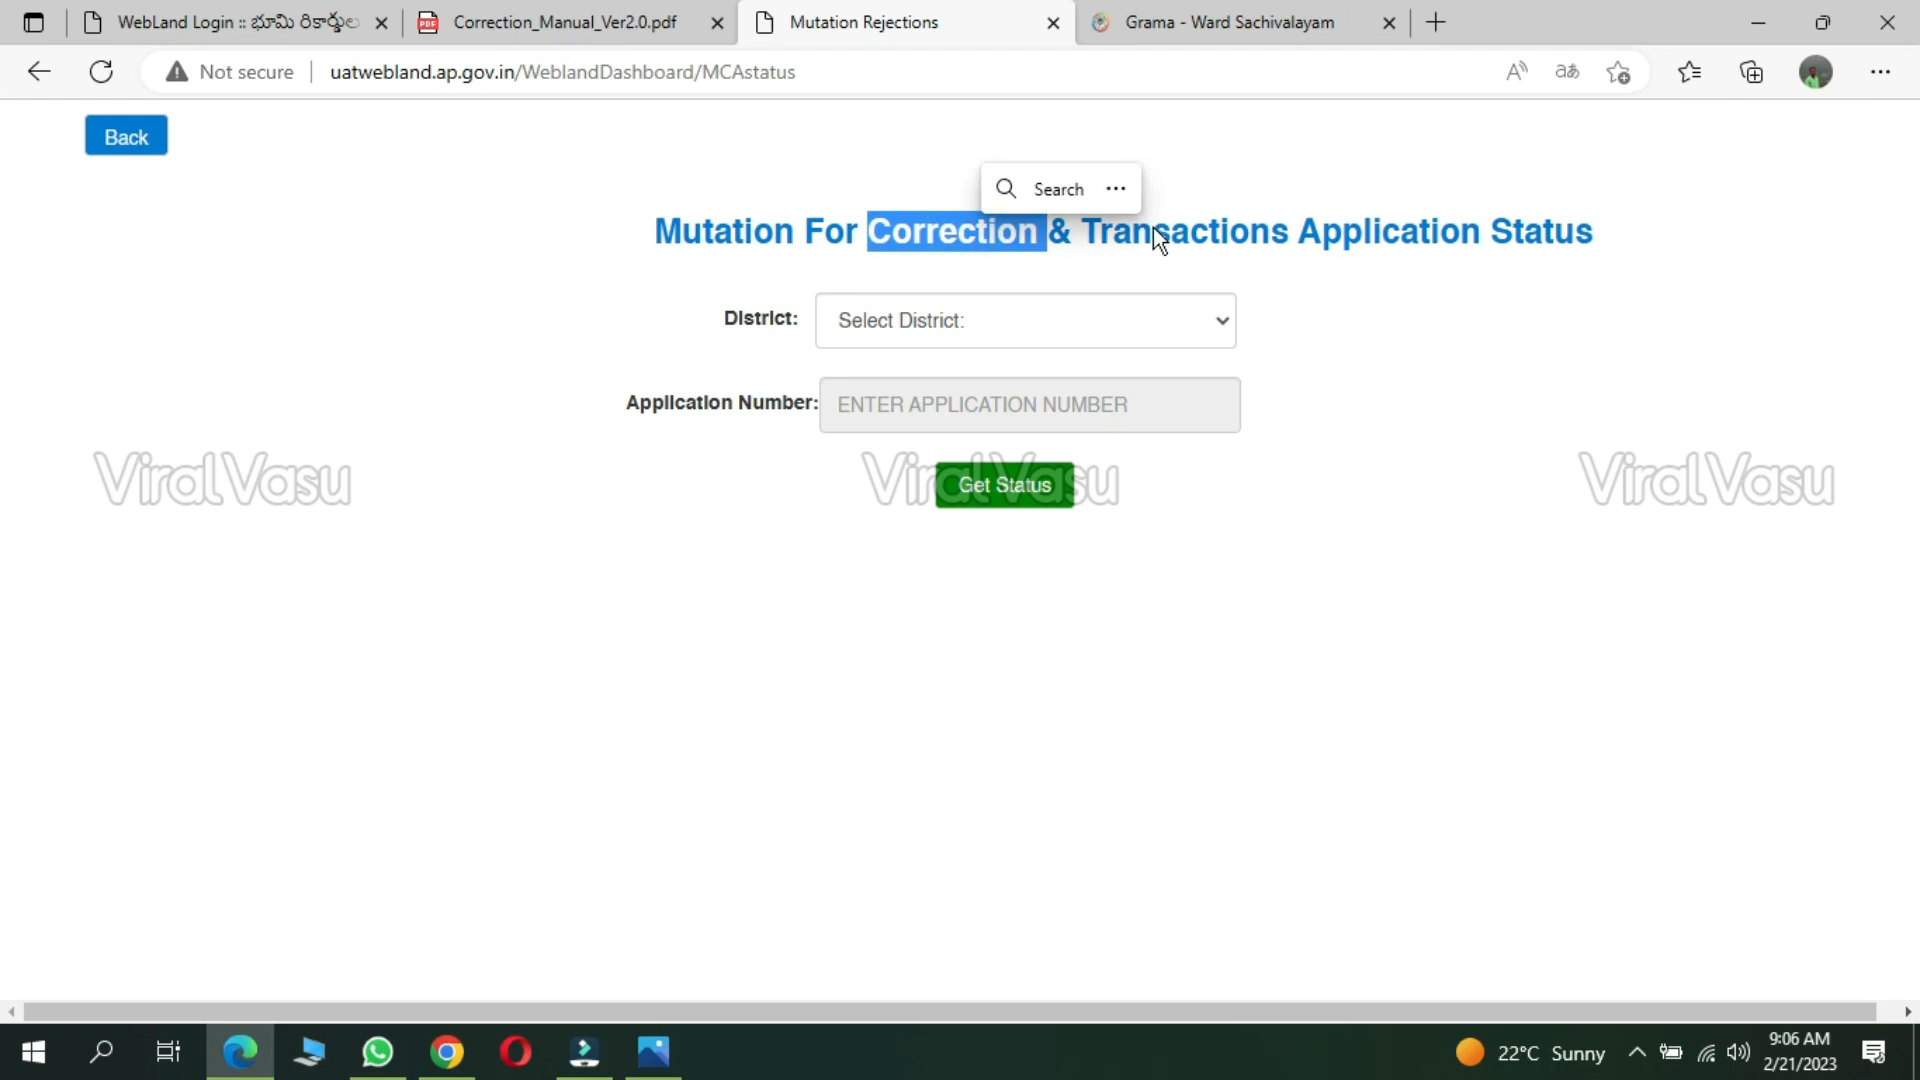 WebLand Login :: భూమి రికార్డుల
Correction_Manual_Ver2.0.pdf
Mutation Rejections
Grama - Ward Sachivalayam
Not secure
uatwebland.ap.gov.in/WeblandDashboard/MCAstatus
Back
Search
Mutation For Correction & Transactions Application Status
District:
Select District:
Application Number:
ENTER APPLICATION NUMBER
Get Status
ViralVasu
ViralVasu
ViralVasu
22°C Sunny
9:06 AM
2/21/2023